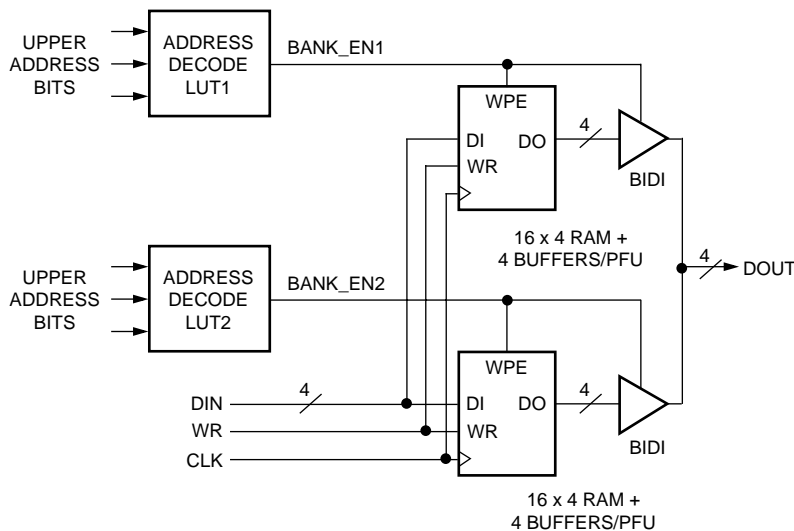 UPPER
ADDRESS
BITS
ADDRESS
DECODE
LUT1
BANK_EN1
WPE
DI
WR
DO
4
BIDI
16 x 4 RAM +
4 BUFFERS/PFU
4
DOUT
UPPER
ADDRESS
BITS
ADDRESS
DECODE
LUT2
BANK_EN2
WPE
DIN
4
DI
DO
4
WR
WR
CLK
BIDI
16 x 4 RAM +
4 BUFFERS/PFU